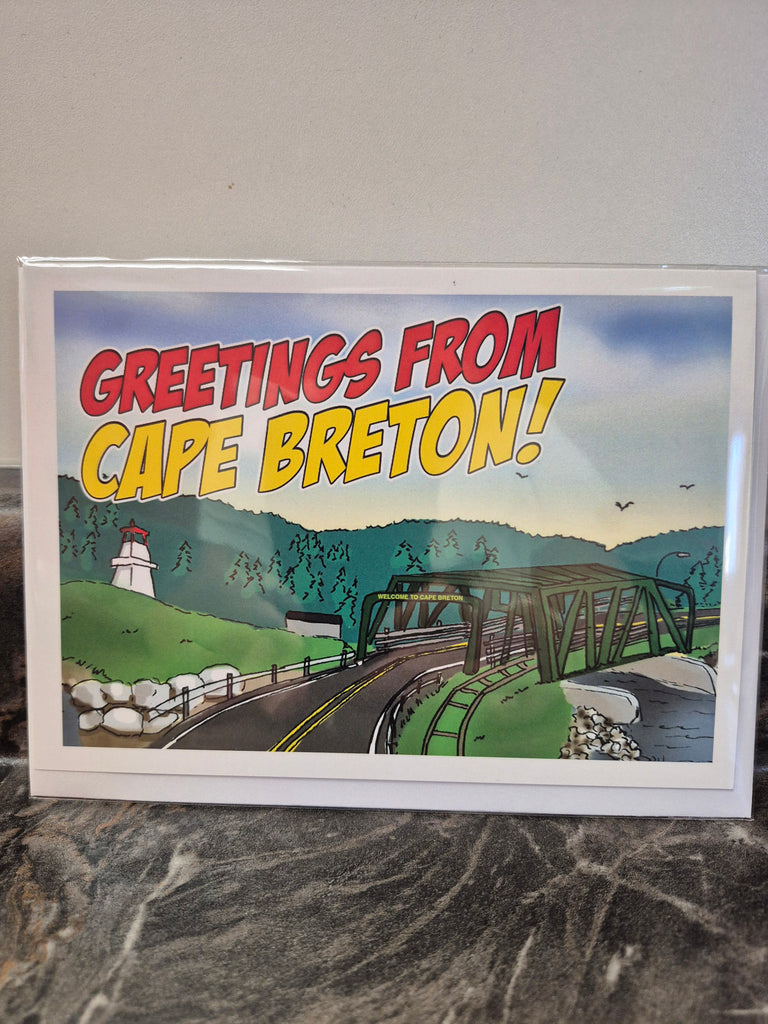 GREETINGS FROM
CAPE BRETON!
WELCOME TO CAPE BRETON